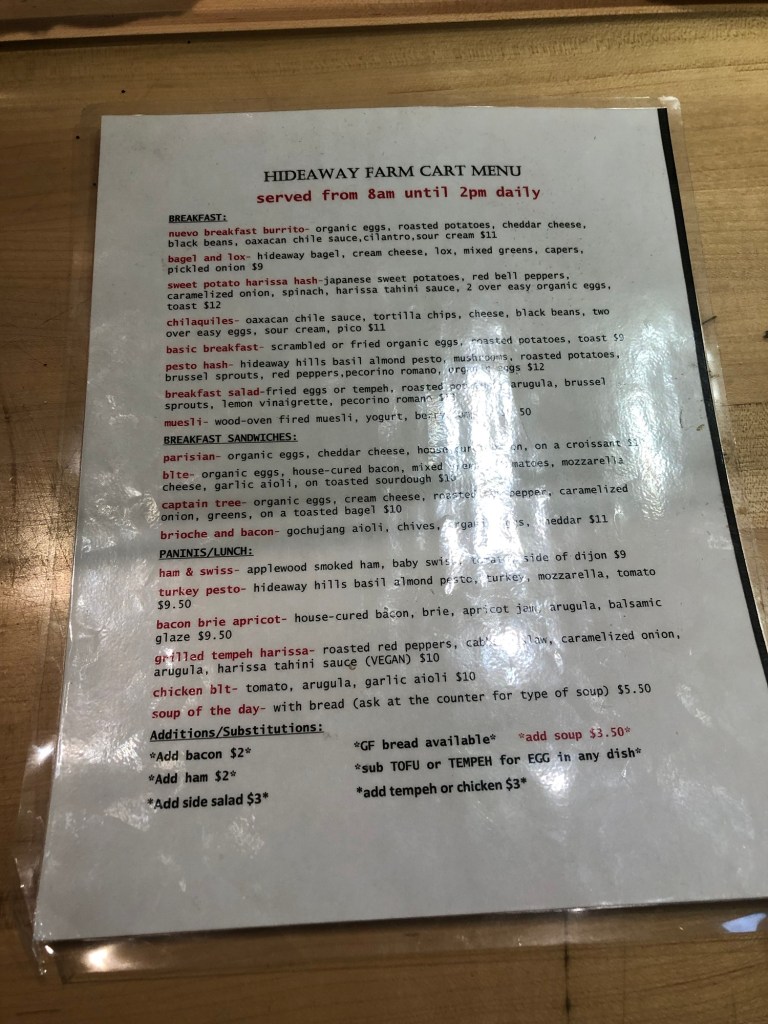 HIDEAWAY FARM CART MENU
served from 8am until 2pm daily
BREAKFAST:
nuevo breakfast burrito- organic eggs, roasted potatoes, cheddar cheese,
black beans, oaxacan chile sauce,cilantro,sour cream $11
bagel and lox- hideaway bagel, cream cheese, lox, mixed greens, capers,
pickled onion $9
sweet potato harissa hash-japanese sweet potatoes, red bell peppers,
caramelized onion, spinach, harissa tahini sauce, 2 over easy organic eggs,
toast $12
chilaquiles- oaxacan chile sauce, tortilla chips, cheese, black beans, two
over easy eggs, sour cream, pico $11
basic breakfast- scrambled or fried organic eggs, roasted potatoes, toast $9
pesto hash- hideaway hills basil almond pesto, mushrooms, roasted potatoes,
brussel sprouts, red peppers,pecorino romano, organic eggs $12
breakfast salad-fried eggs or tempeh, roasted arugula, brussel
sprouts, lemon vinaigrette, pecorino romano
muesli- wood-oven fired muesli, yogurt,
BREAKFAST SANDWICHES:
parisian- organic eggs, cheddar cheese, house cured bacon, on a croissant
blte- organic eggs, house-cured bacon, mixed greens, tomatoes, mozzarella
cheese, garlic aioli, on toasted sourdough
captain tree- organic eggs, cream cheese, roasted pepper, caramelized
onion, greens, on a toasted bagel $10
brioche and bacon- gochujang aioli, chives, organic eggs, cheddar $11
PANINIS/LUNCH:
ham & swiss- applewood smoked ham, baby swiss, side of dijon $9
turkey pesto- hideaway hills basil almond pesto, turkey, mozzarella, tomato
$9.50
bacon brie apricot- house-cured bacon, brie, apricot jam, arugula, balsamic
glaze $9.50
grilled tempeh harissa- roasted red peppers, cabbage slaw, caramelized onion,
arugula, harissa tahini sauce (VEGAN) $10
chicken blt- tomato, arugula, garlic aioli $10
soup of the day- with bread (ask at the counter for type of soup) $5.50
Additions/Substitutions:
*Add bacon $2*
*Add ham $2*
*Add side salad $3*
*GF bread available* *add soup $3.50*
*sub TOFU or TEMPEH for EGG in any dish*
*add tempeh or chicken $3*